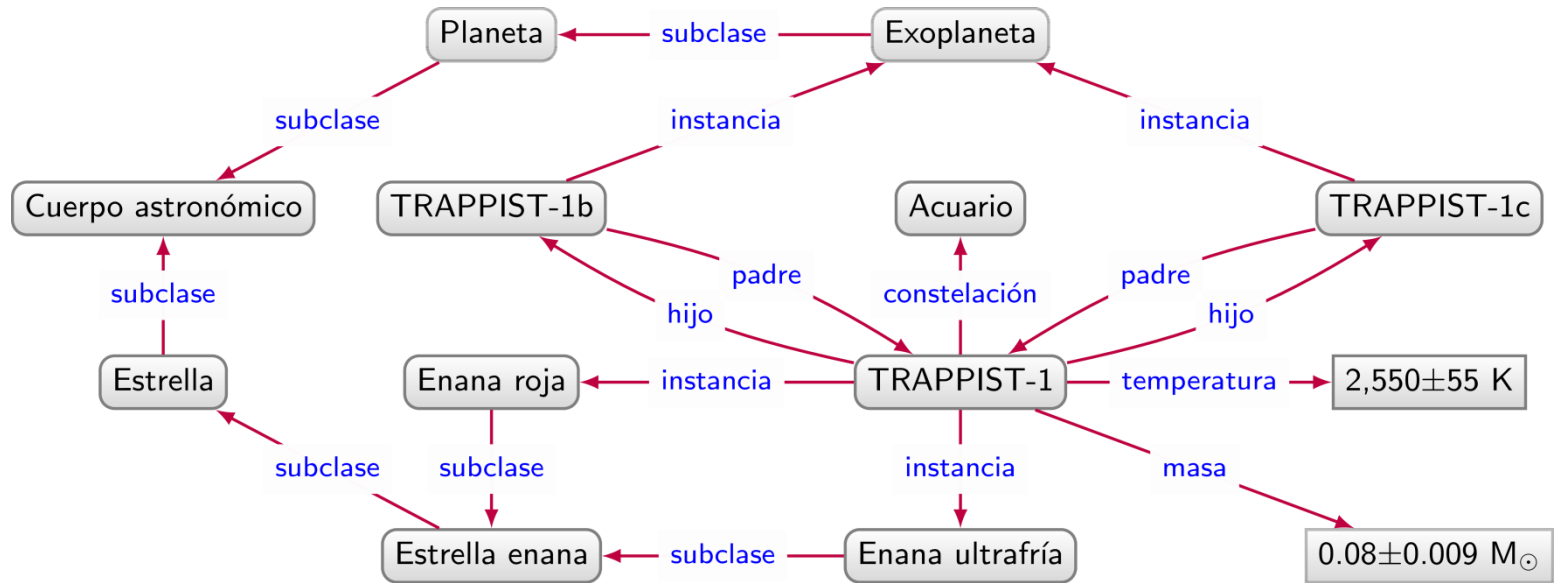 Planeta
subclase
Exoplaneta
subclase
instancia
instancia
Cuerpo astronómico
TRAPPIST-1b
Acuario
TRAPPIST-1c
subclase
padre
constelación
padre
hijo
hijo
Estrella
Enana roja
instancia
TRAPPIST-1
temperatura
2,550±55 K
subclase
subclase
instancia
masa
Estrella enana
subclase
Enana ultrafría
0.08±0.009 M☉